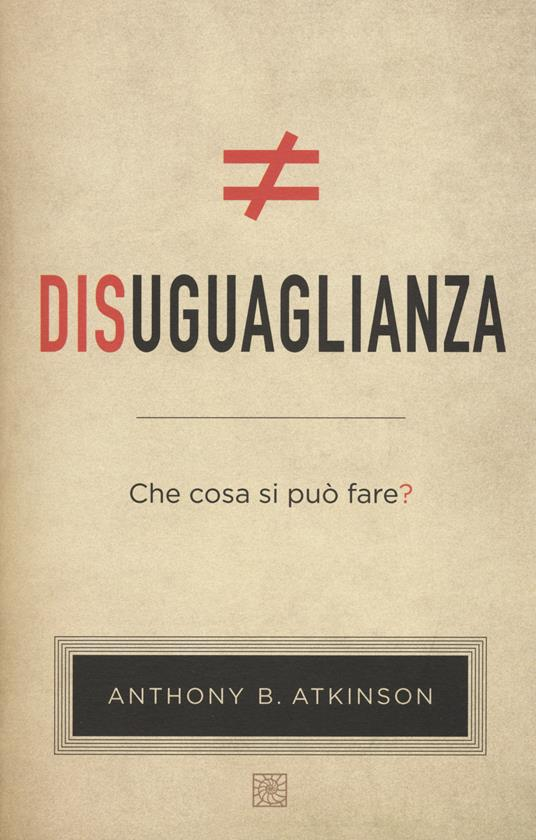 ≠
DISUGUAGLIANZA
Che cosa si può fare?
ANTHONY B. ATKINSON